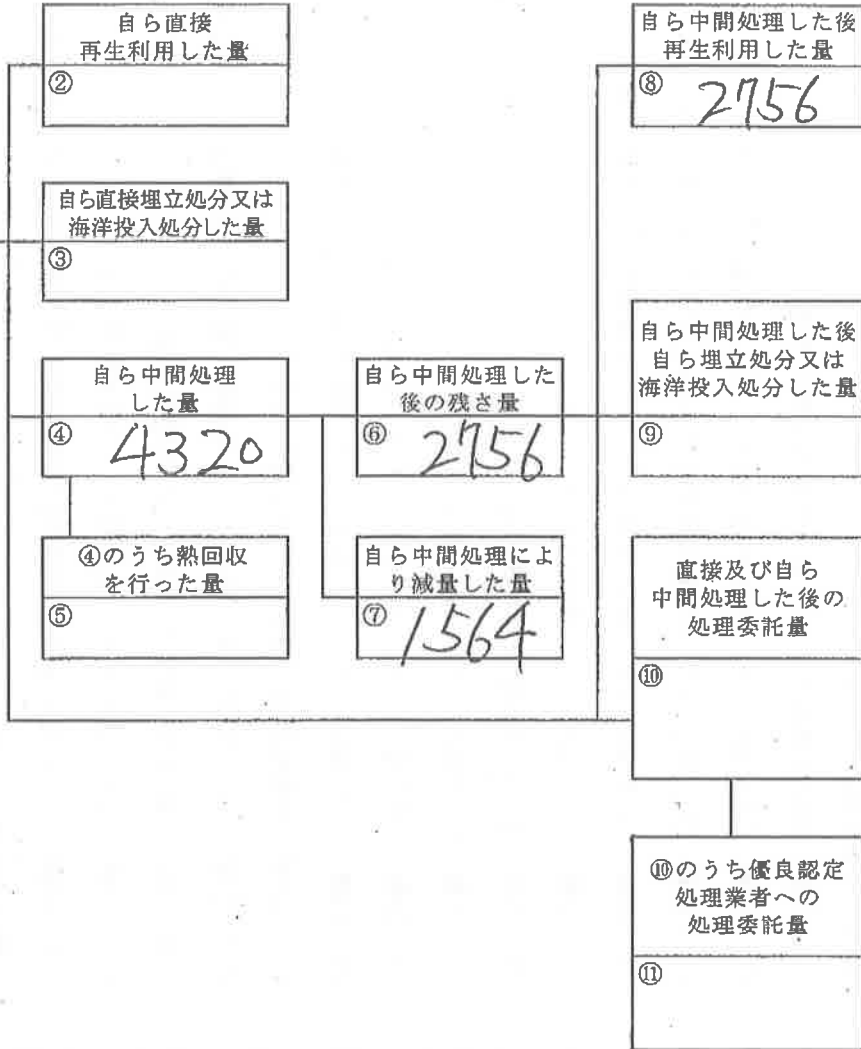 自ら直接
再生利用した量
②
自ら中間処理した後
再生利用した量
⑧ 2756
自ら直接埋立処分又は
海洋投入処分した量
③
自ら中間処理
した量
④ 4320
自ら中間処理した
後の残さ量
⑥ 2756
自ら中間処理した後
自ら埋立処分又は
海洋投入処分した量
⑨
④のうち熱回収
を行った量
⑤
自ら中間処理によ
り減量した量
⑦ 1564
直接及び自ら
中間処理した後の
処理委託量
⑩
⑩のうち優良認定
処理業者への
処理委託量
⑪